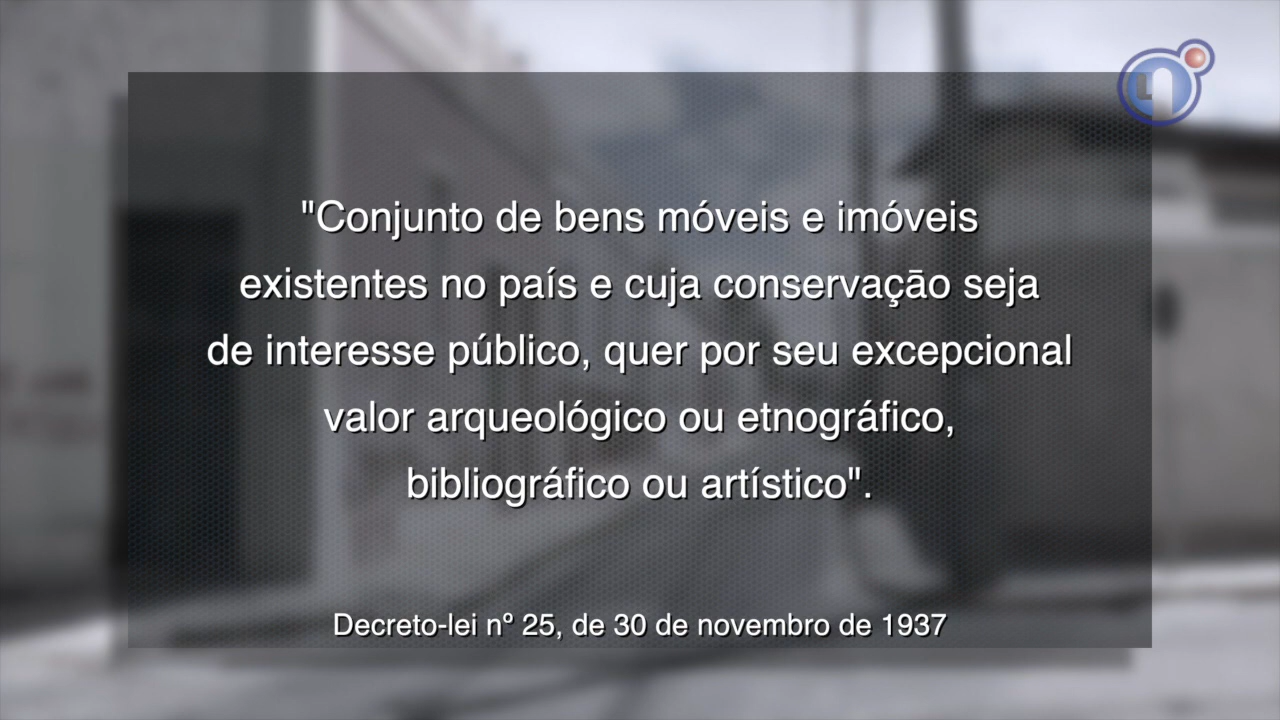 "Conjunto de bens móveis e imóveis
existentes no país e cuja conservação seja
de interesse público, quer por seu excepcional
valor arqueológico ou etnográfico,
bibliográfico ou artístico".
Decreto-lei nº 25, de 30 de novembro de 1937